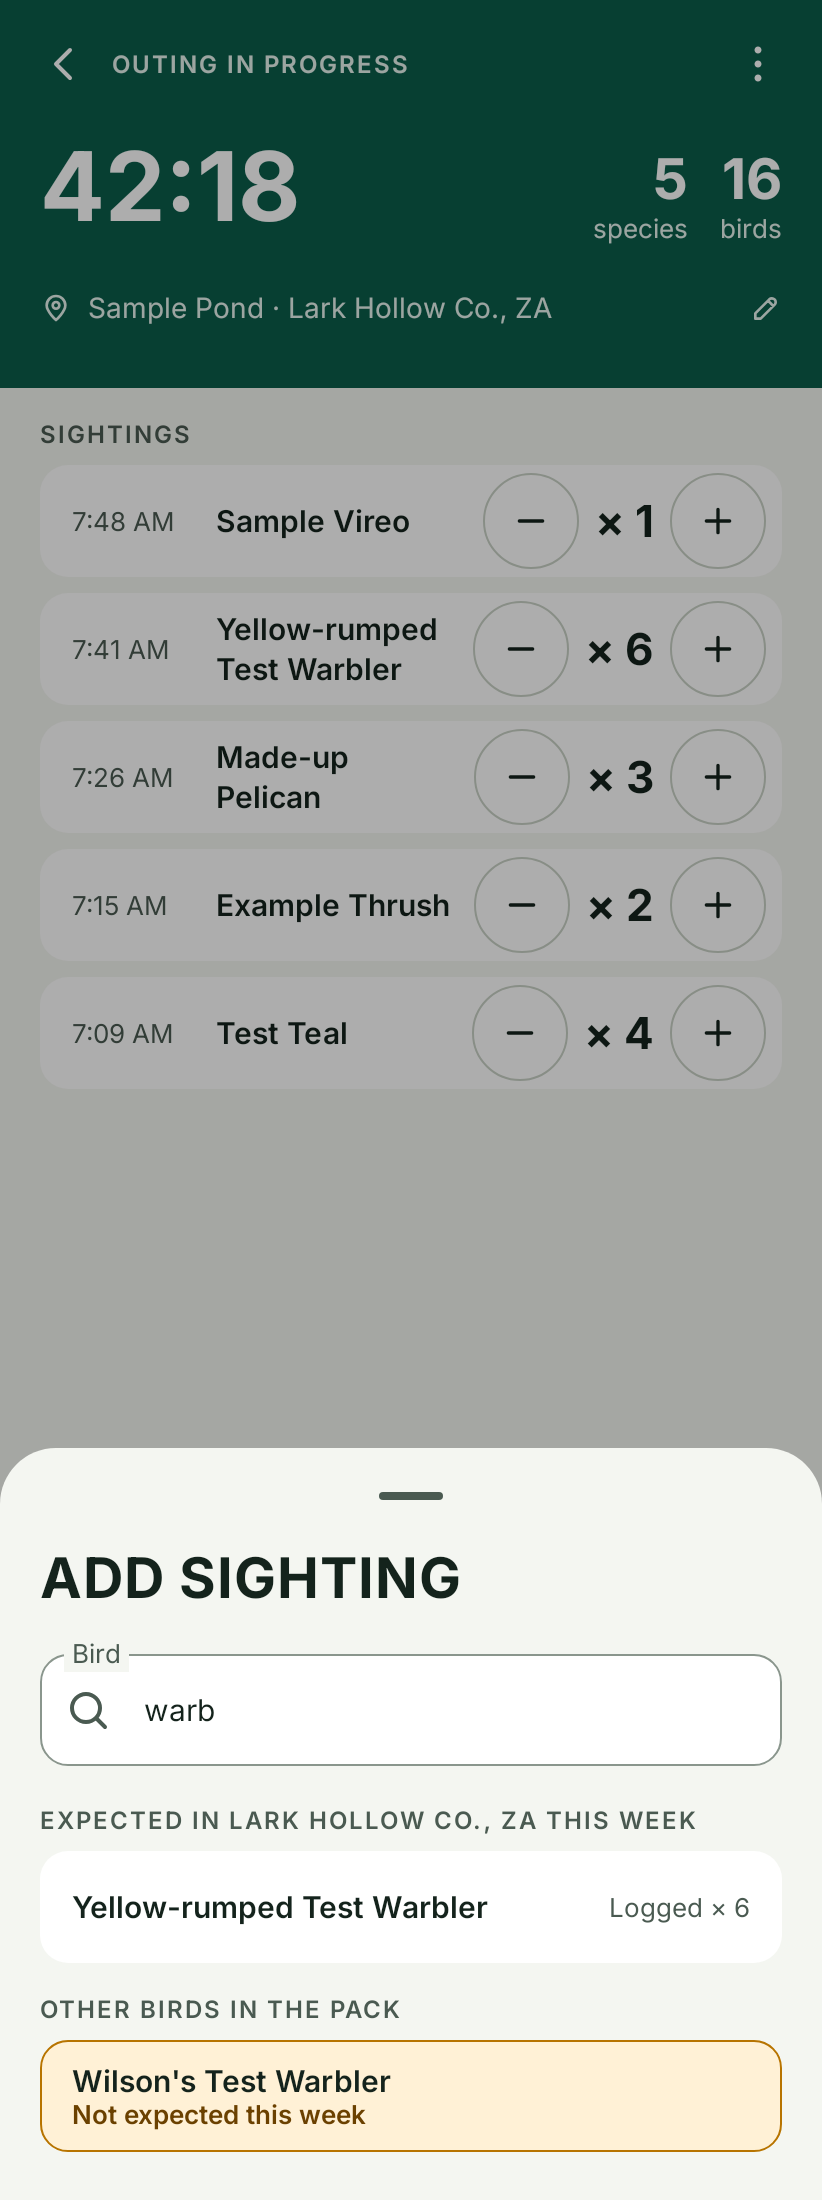 OUTING IN PROGRESS
42:18
5 species
16 birds
Sample Pond · Lark Hollow Co., ZA
SIGHTINGS
7:48 AM Sample Vireo − × 1 +
7:41 AM Yellow-rumped Test Warbler − × 6 +
7:26 AM Made-up Pelican − × 3 +
7:15 AM Example Thrush − × 2 +
7:09 AM Test Teal − × 4 +
ADD SIGHTING
Bird
warb
EXPECTED IN LARK HOLLOW CO., ZA THIS WEEK
Yellow-rumped Test Warbler Logged × 6
OTHER BIRDS IN THE PACK
Wilson's Test Warbler
Not expected this week